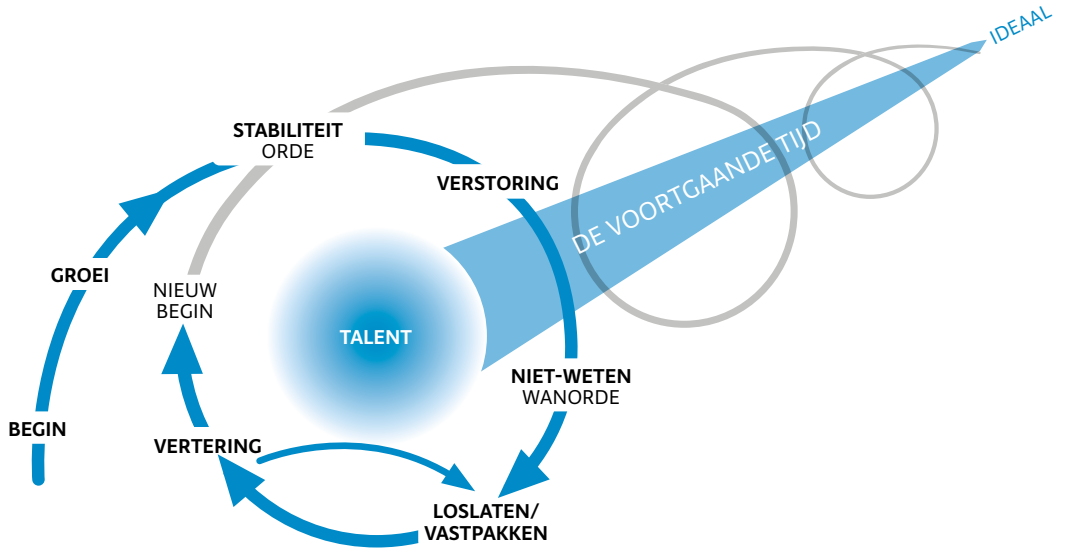 IDEAAL
DE VOORTGAANDE TIJD
STABILITEIT
ORDE
VERSTORING
GROEI
NIEUW
BEGIN
TALENT
NIET-WETEN
WANORDE
BEGIN
VERTERING
LOSLATEN/
VASTPAKKEN